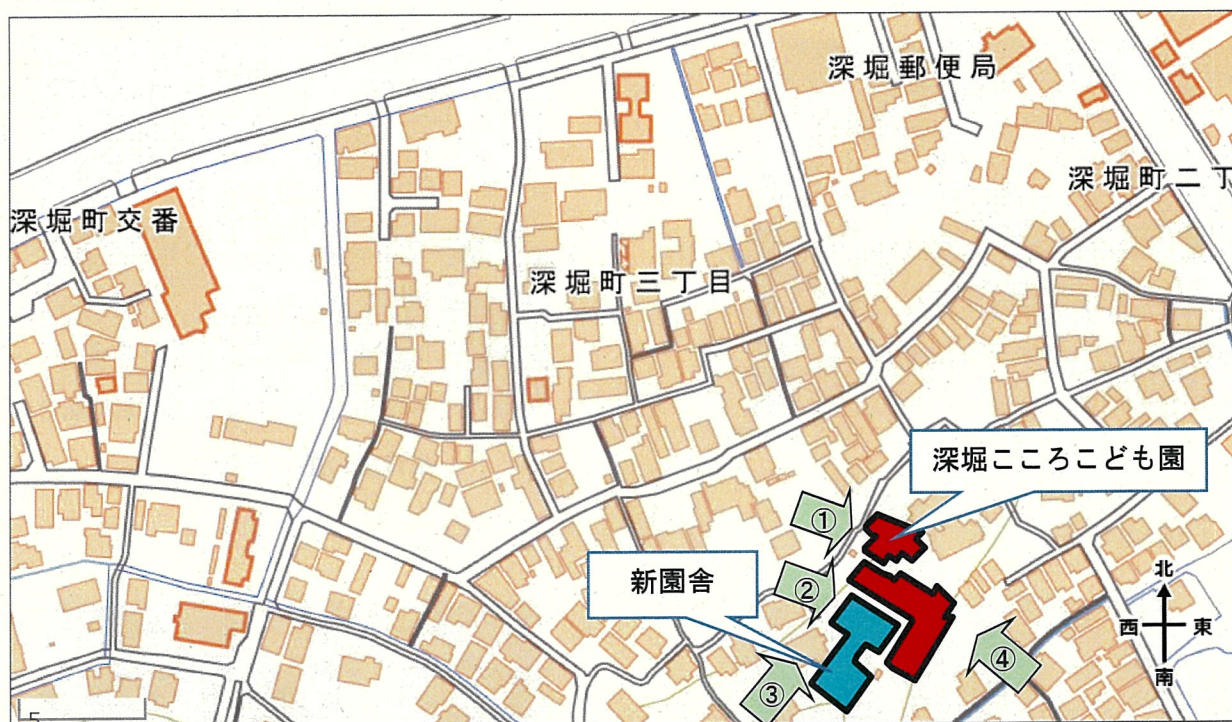 深堀郵便局
深堀町二丁
深堀町交番
深堀町三丁目
深堀こころこども園
①
新園舎
②
北
西 東
南
④
③
5